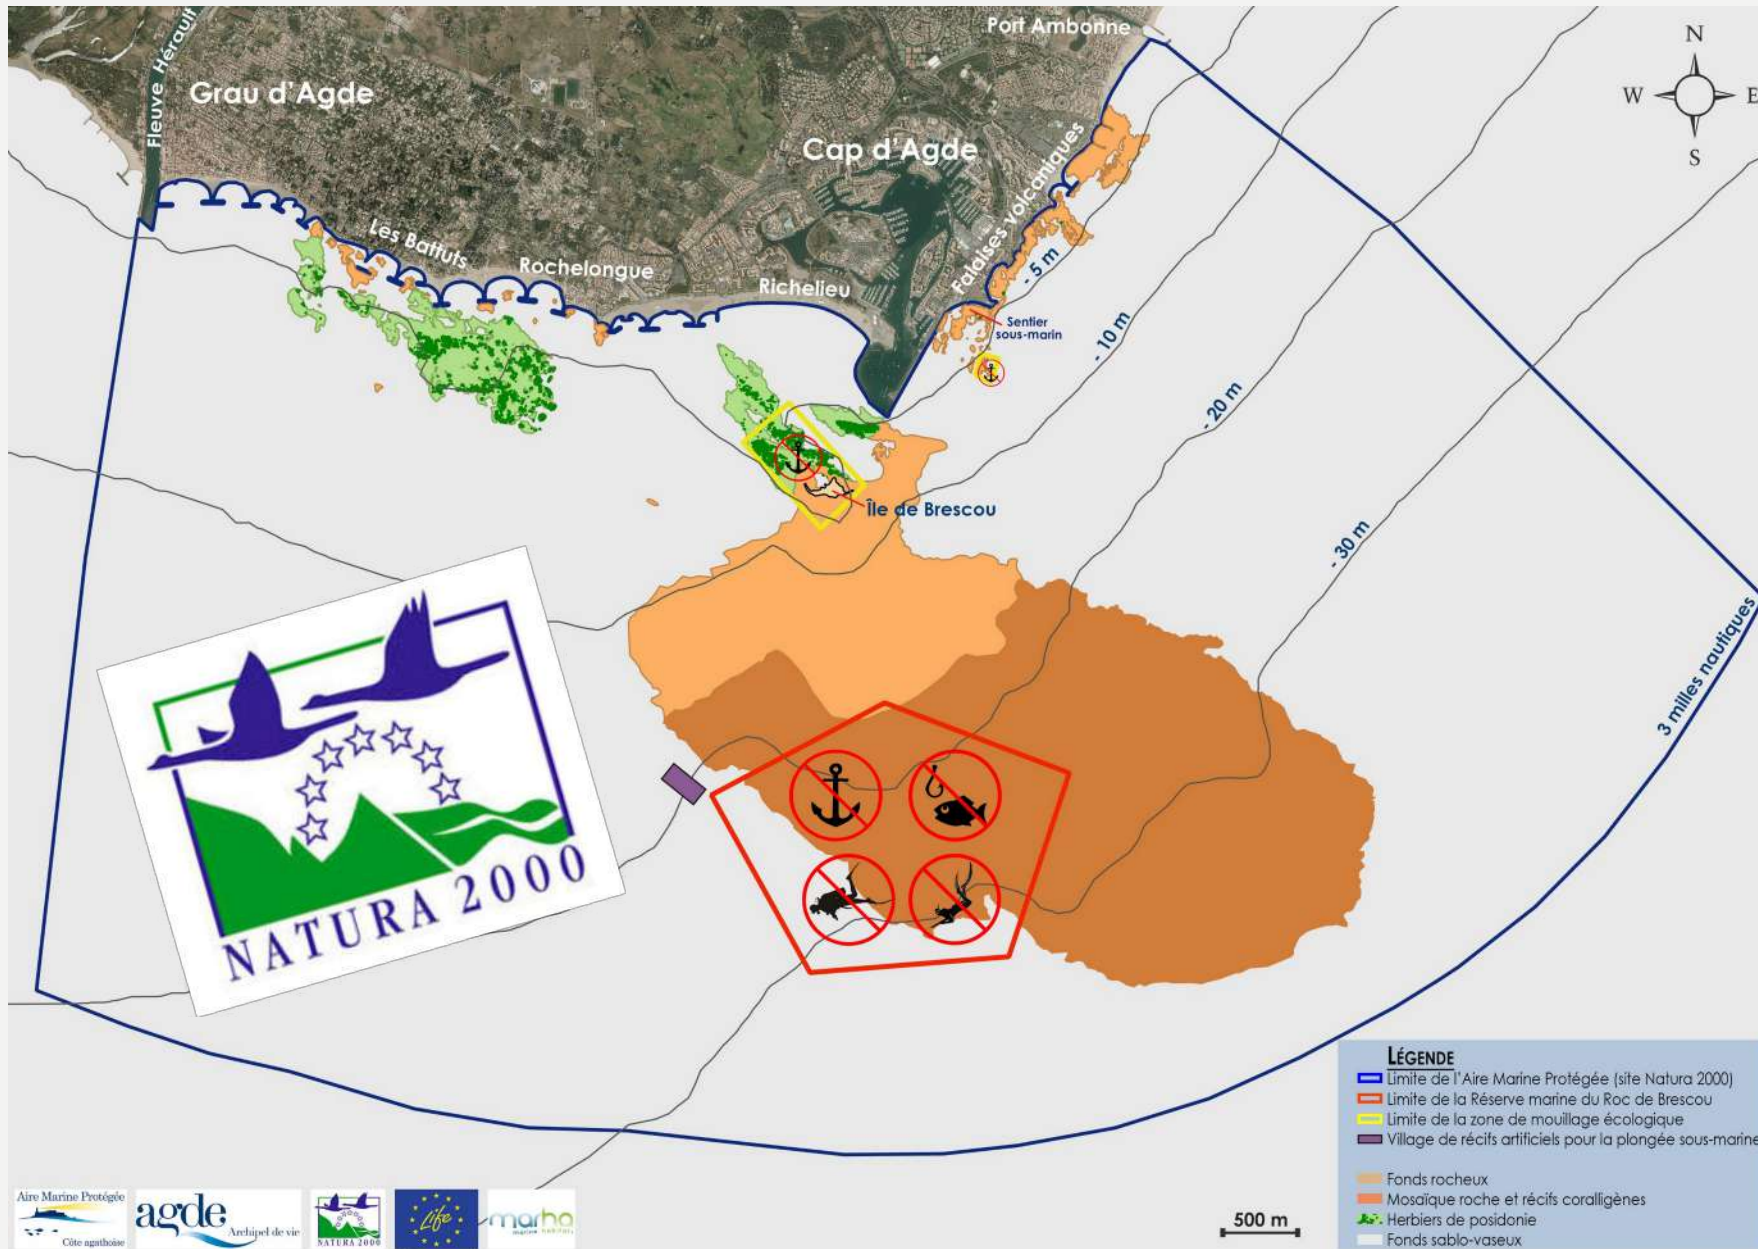 Port Ambonne
N
W
E
S
Fleuve Hérault
Grau d'Agde
Cap d'Agde
Falaises volcaniques
Les Battuts
Rochelongue
Richelieu
- 5 m
Sentier
sous-marin
- 10 m
- 20 m
- 30 m
Île de Brescou
3 milles nautiques
NATURA 2000
LÉGENDE
Limite de l'Aire Marine Protégée (site Natura 2000)
Limite de la Réserve marine du Roc de Brescou
Limite de la zone de mouillage écologique
Village de récifs artificiels pour la plongée sous-marine
Fonds rocheux
Mosaïque roche et récifs coralligènes
Herbiers de posidonie
Fonds sablo-vaseux
500 m
Aire Marine Protégée
Côte agathoise
agde
Archipel de vie
NATURA 2000
Life
marha
marine habitats